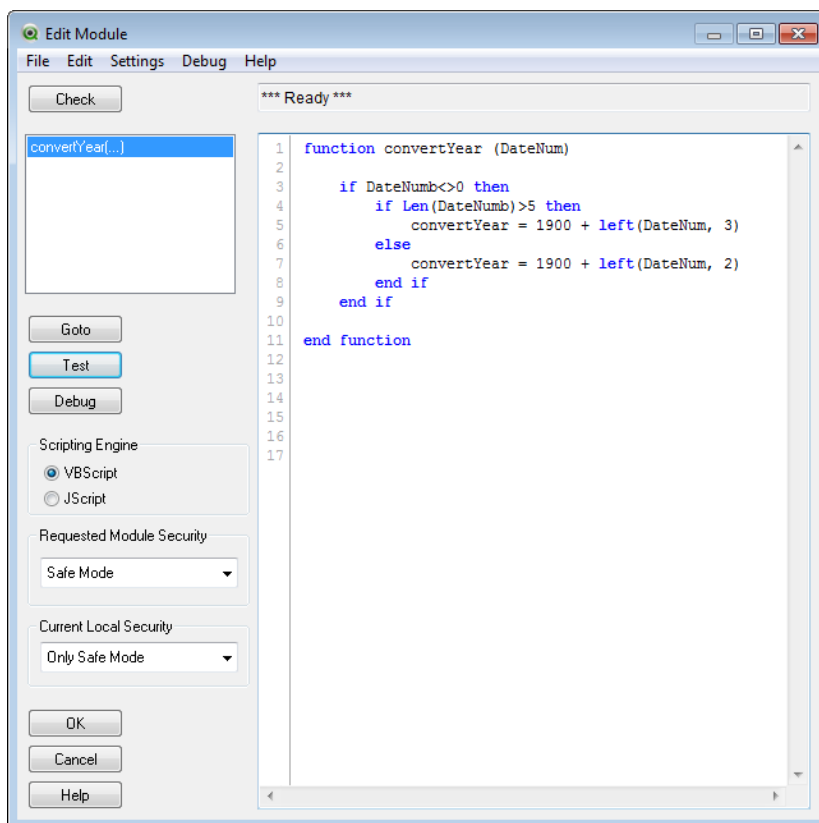 Edit Module
File Edit Settings Debug Help
Check
*** Ready ***
convertYear(...)
1 function convertYear (DateNum)
2
3 if DateNumb<>0 then
4 if Len(DateNumb)>5 then
5 convertYear = 1900 + left(DateNum, 3)
6 else
7 convertYear = 1900 + left(DateNum, 2)
8 end if
9 end if
10
11 end function
12
13
14
15
16
17
Goto
Test
Debug
Scripting Engine
VBScript
JScript
Requested Module Security
Safe Mode
Current Local Security
Only Safe Mode
OK
Cancel
Help